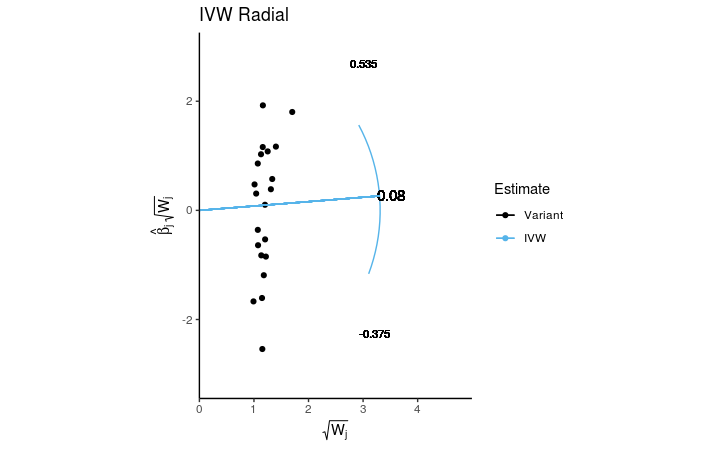 IVW Radial
0.535
2
0.08
0
-2
-0.375
β̂j√Wj
0 1 2 3 4
√Wj
Estimate
Variant
IVW